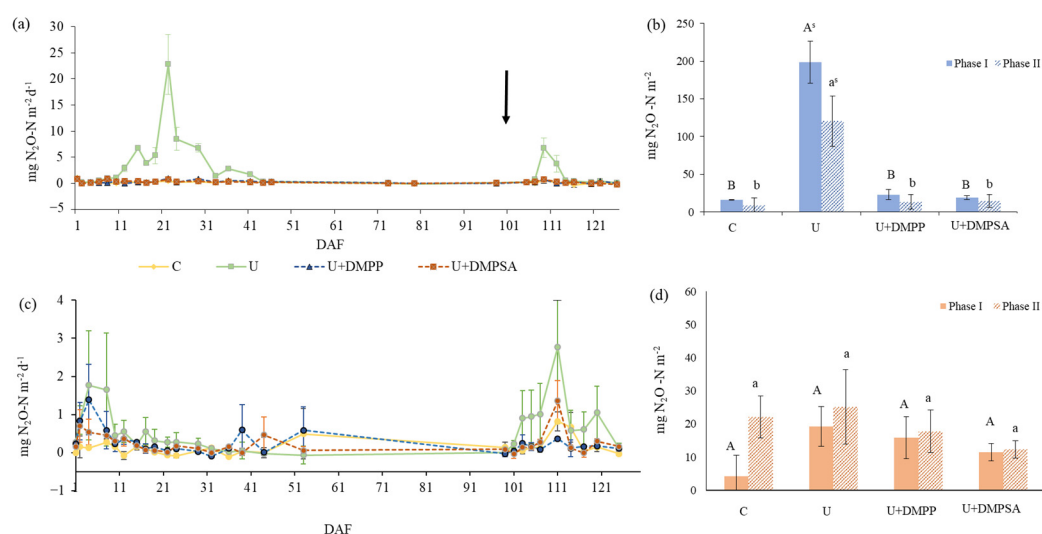 (a)
mg N₂O-N m⁻² d⁻¹
30
25
20
15
10
5
0
−5
1 11 21 31 41 51 61 71 81 91 101 111 121
DAF
C U U+DMPP U+DMPSA
(b)
mg N₂O -N m⁻²
250
200
150
100
50
0
Phase I Phase II
B b Aˢ aˢ B b B b
C U U+DMPP U+DMPSA
(c)
mg N₂O-N m⁻² d⁻¹
4
3
2
1
0
−1
11 21 31 41 51 61 71 81 91 101 111 121
DAF
(d)
mg N₂O -N m⁻²
60
50
40
30
20
10
0
Phase I Phase II
A a A a A a A a
C U U+DMPP U+DMPSA